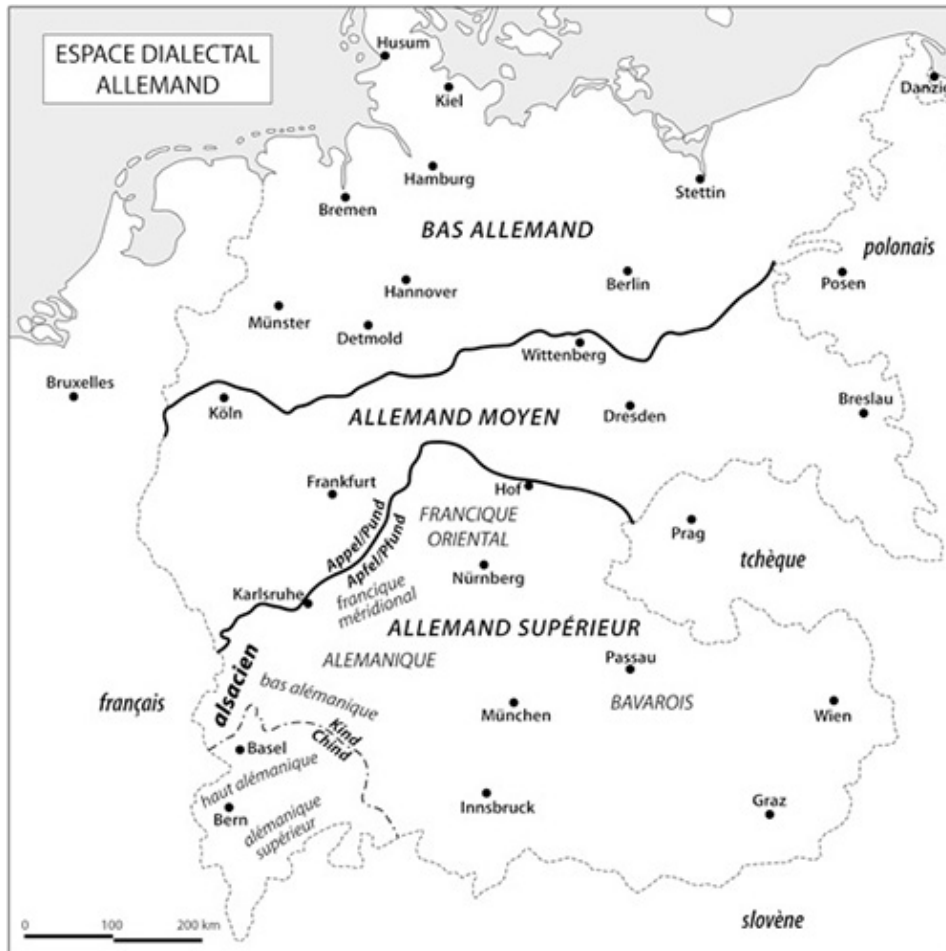 ESPACE DIALECTAL
ALLEMAND
Husum
Kiel
Danzig
Hamburg
Bremen
Stettin
BAS ALLEMAND
polonais
Hannover
Berlin
Posen
Münster
Detmold
Wittenberg
Bruxelles
Köln
ALLEMAND MOYEN
Dresden
Breslau
Frankfurt
Hof
Appel/Pund
Apfel/Pfund
FRANCIQUE
ORIENTAL
Prag
tchèque
Nürnberg
Karlsruhe
francique
méridional
ALLEMAND SUPÉRIEUR
ALEMANIQUE
Passau
français
alsacien
bas alémanique
München
BAVAROIS
Wien
Kind
Chind
Basel
haut alémanique
Bern
alémanique
supérieur
Innsbruck
Graz
slovène
0 100 200 km